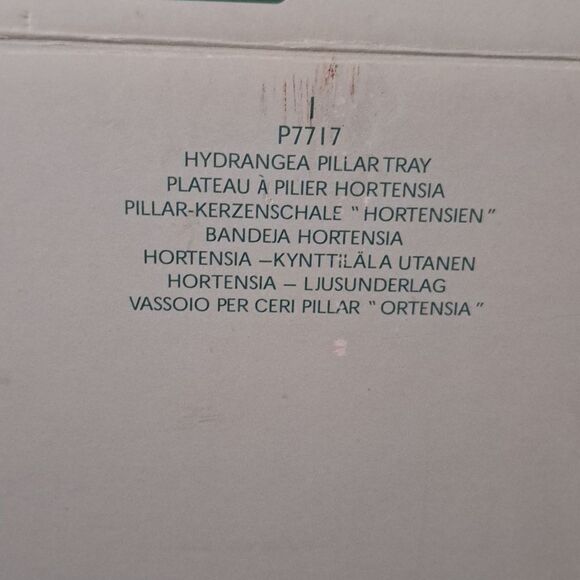 1
P7717
HYDRANGEA PILLAR TRAY
PLATEAU À PILIER HORTENSIA
PILLAR-KERZENSCHALE “ HORTENSIEN ”
BANDEJA HORTENSIA
HORTENSIA –KYNTTILÄLA UTANEN
HORTENSIA – LJUSUNDERLAG
VASSOIO PER CERI PILLAR “ ORTENSIA ”